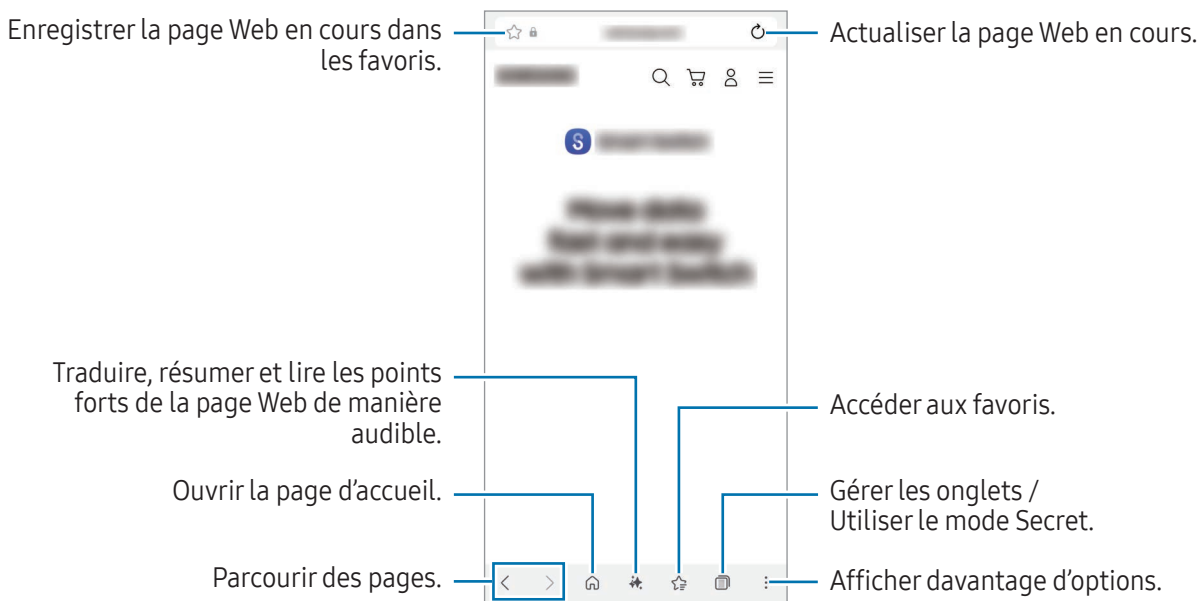 Enregistrer la page Web en cours dans
les favoris.
Actualiser la page Web en cours.
S
Traduire, résumer et lire les points
forts de la page Web de manière
audible.
Accéder aux favoris.
Ouvrir la page d’accueil.
Gérer les onglets /
Utiliser le mode Secret.
Parcourir des pages.
Afficher davantage d’options.